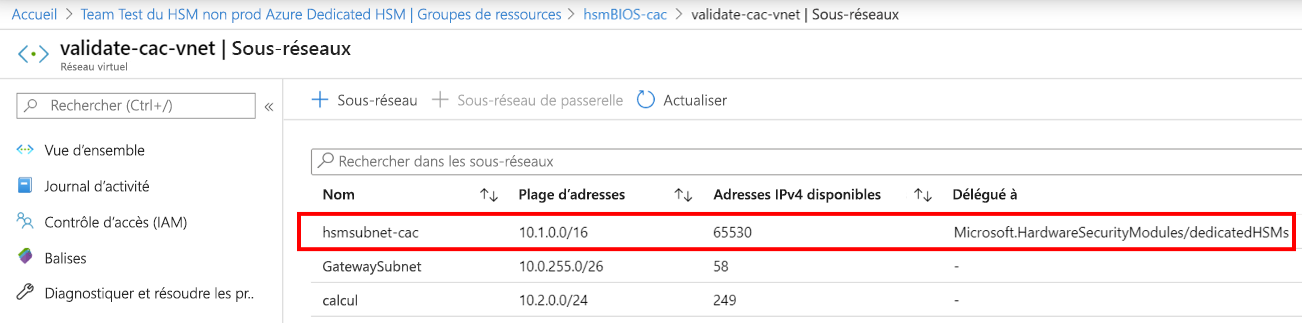 Accueil > Team Test du HSM non prod Azure Dedicated HSM | Groupes de ressources > hsmBIOS-cac > validate-cac-vnet | Sous-réseaux
validate-cac-vnet | Sous-réseaux
Réseau virtuel
Rechercher (Ctrl+/)
Vue d'ensemble
Journal d'activité
Contrôle d'accès (IAM)
Balises
Diagnostiquer et résoudre les pr..
Sous-réseau Sous-réseau de passerelle Actualiser
Rechercher dans les sous-réseaux
Nom Plage d'adresses Adresses IPv4 disponibles Délégué à
hsmsubnet-cac 10.1.0.0/16 65530 Microsoft.HardwareSecurityModules/dedicatedHSMs
GatewaySubnet 10.0.255.0/26 58 -
calcul 10.2.0.0/24 249 -